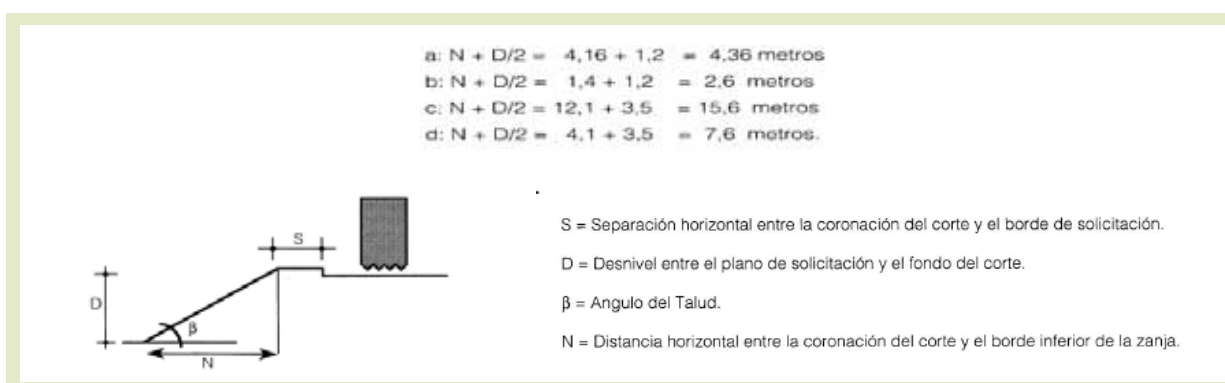 a: N + D/2 = 4,16 + 1,2 = 4,36 metros
b: N + D/2 = 1,4 + 1,2 = 2,6 metros
c: N + D/2 = 12,1 + 3,5 = 15,6 metros
d: N + D/2 = 4,1 + 3,5 = 7,6 metros.
S
D
β
N
S = Separación horizontal entre la coronación del corte y el borde de solicitación.
D = Desnivel entre el plano de solicitación y el fondo del corte.
β = Angulo del Talud.
N = Distancia horizontal entre la coronación del corte y el borde inferior de la zanja.